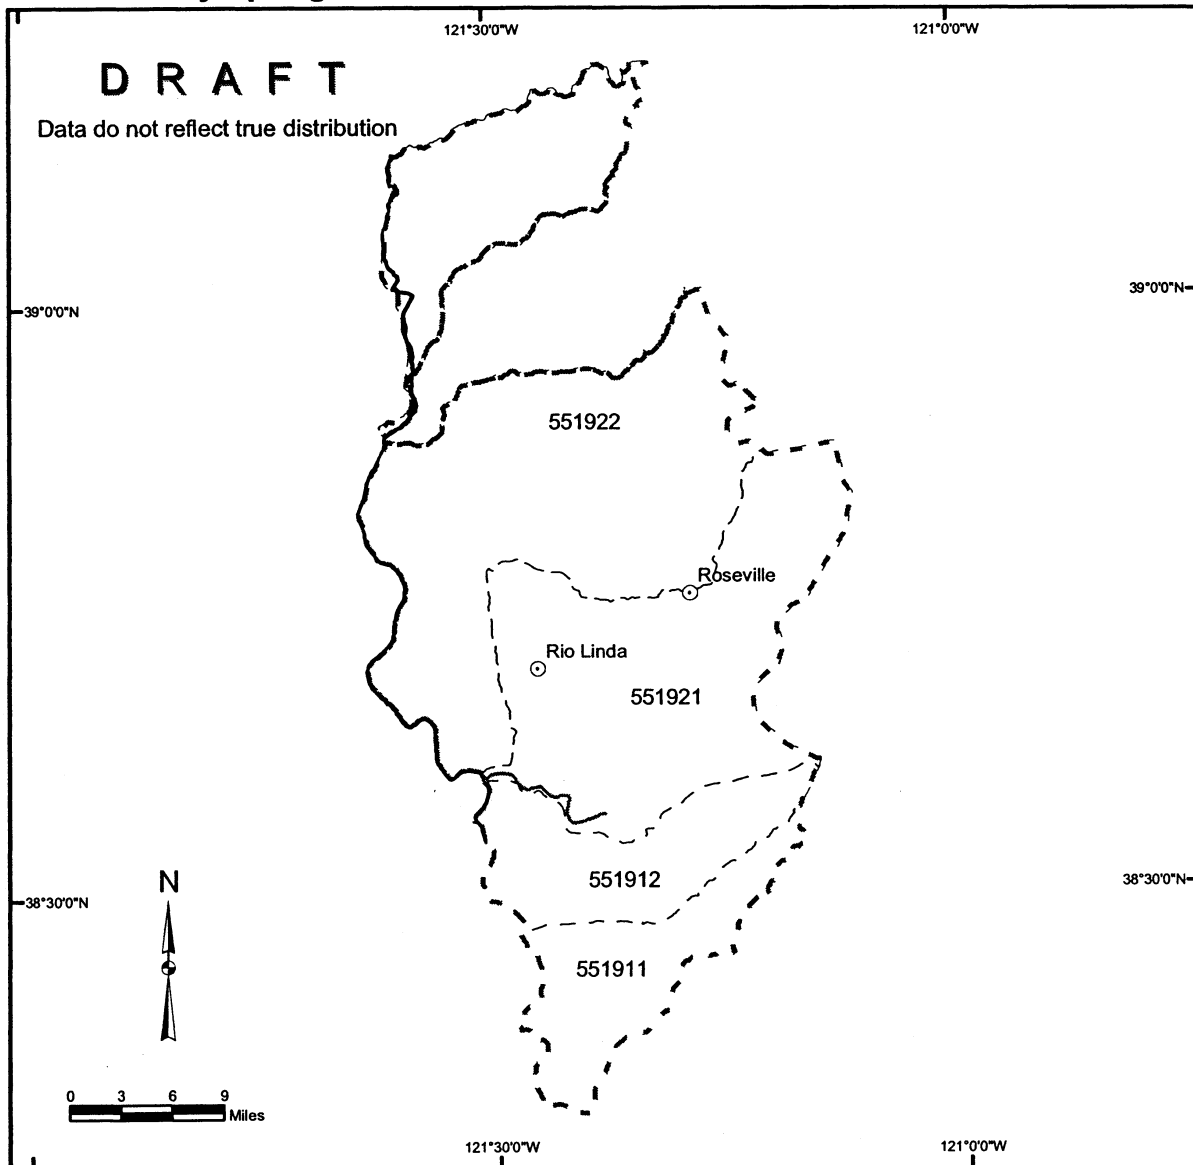 121°30'0"W
121°0'0"W
DRAFT
Data do not reflect true distribution
39°0'0"N
39°0'0"N
551922
Roseville
Rio Linda
551921
551912
N
38°30'0"N
38°30'0"N
551911
0 3 6 9
Miles
121°30'0"W
121°0'0"W